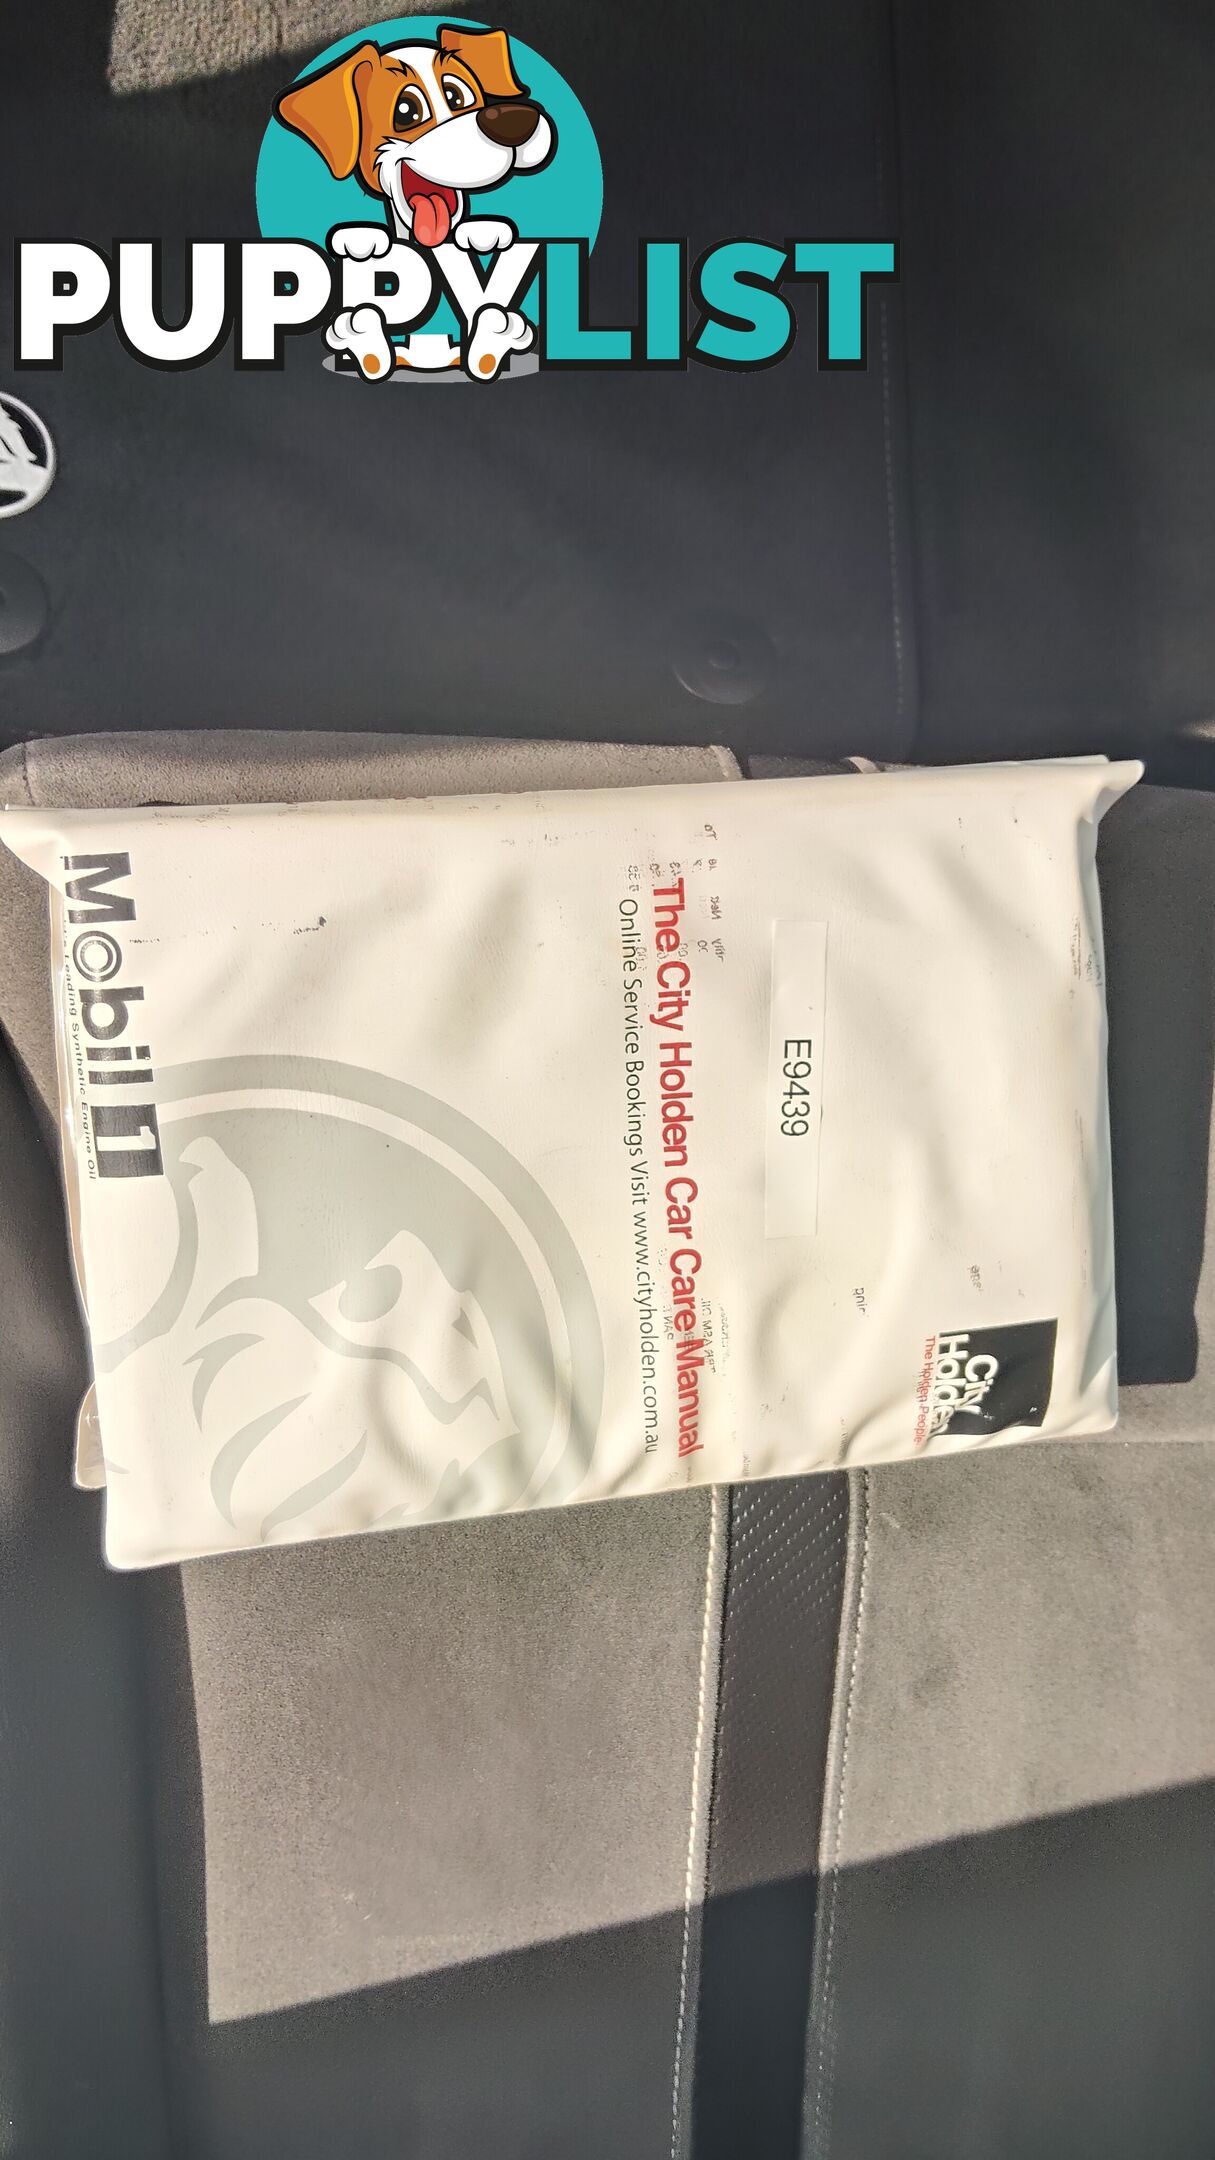 PUPPYLIST
City
Holden
The Holden People
E9439
The City Holden Car Care Manual
Online Service Bookings Visit www.cityholden.com.au
Mobil 1
Leading Synthetic Engine Oil